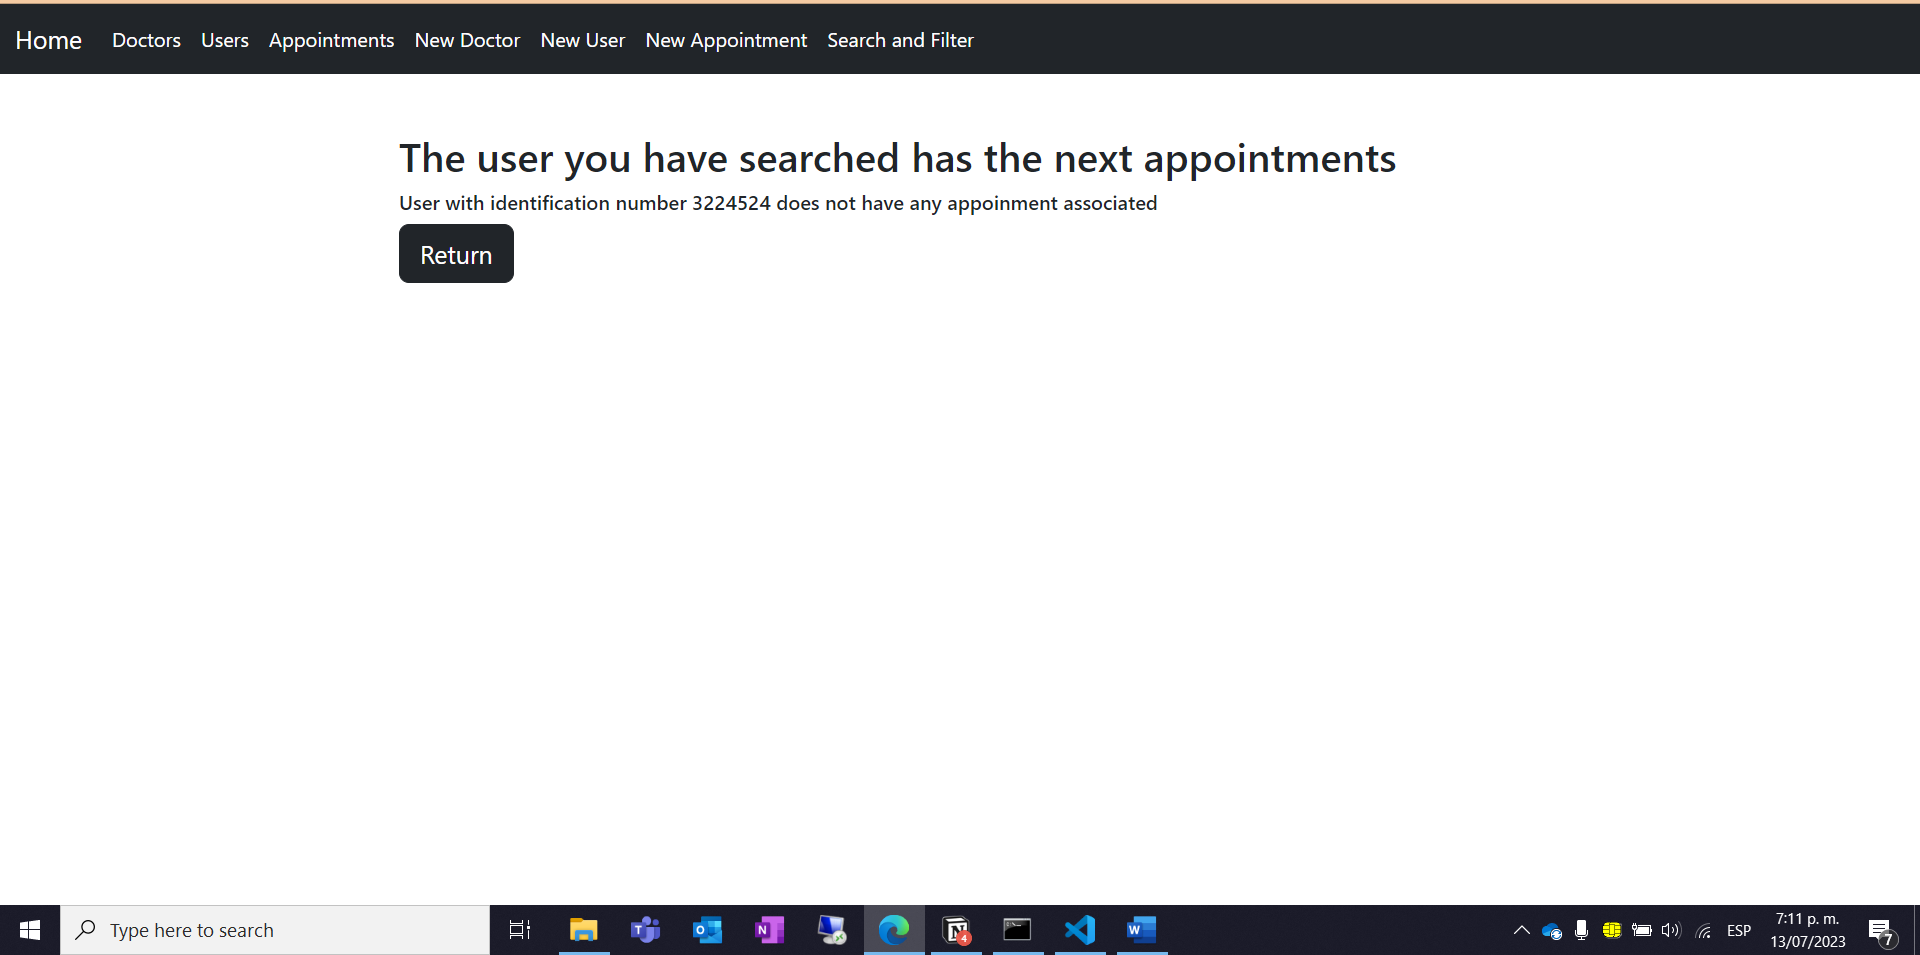 Home Doctors Users Appointments New Doctor New User New Appointment Search and Filter
The user you have searched has the next appointments
User with identification number 3224524 does not have any appoinment associated
Return
Type here to search
T
O
N
N
4
W
ESP
7:11 p. m.
13/07/2023
7